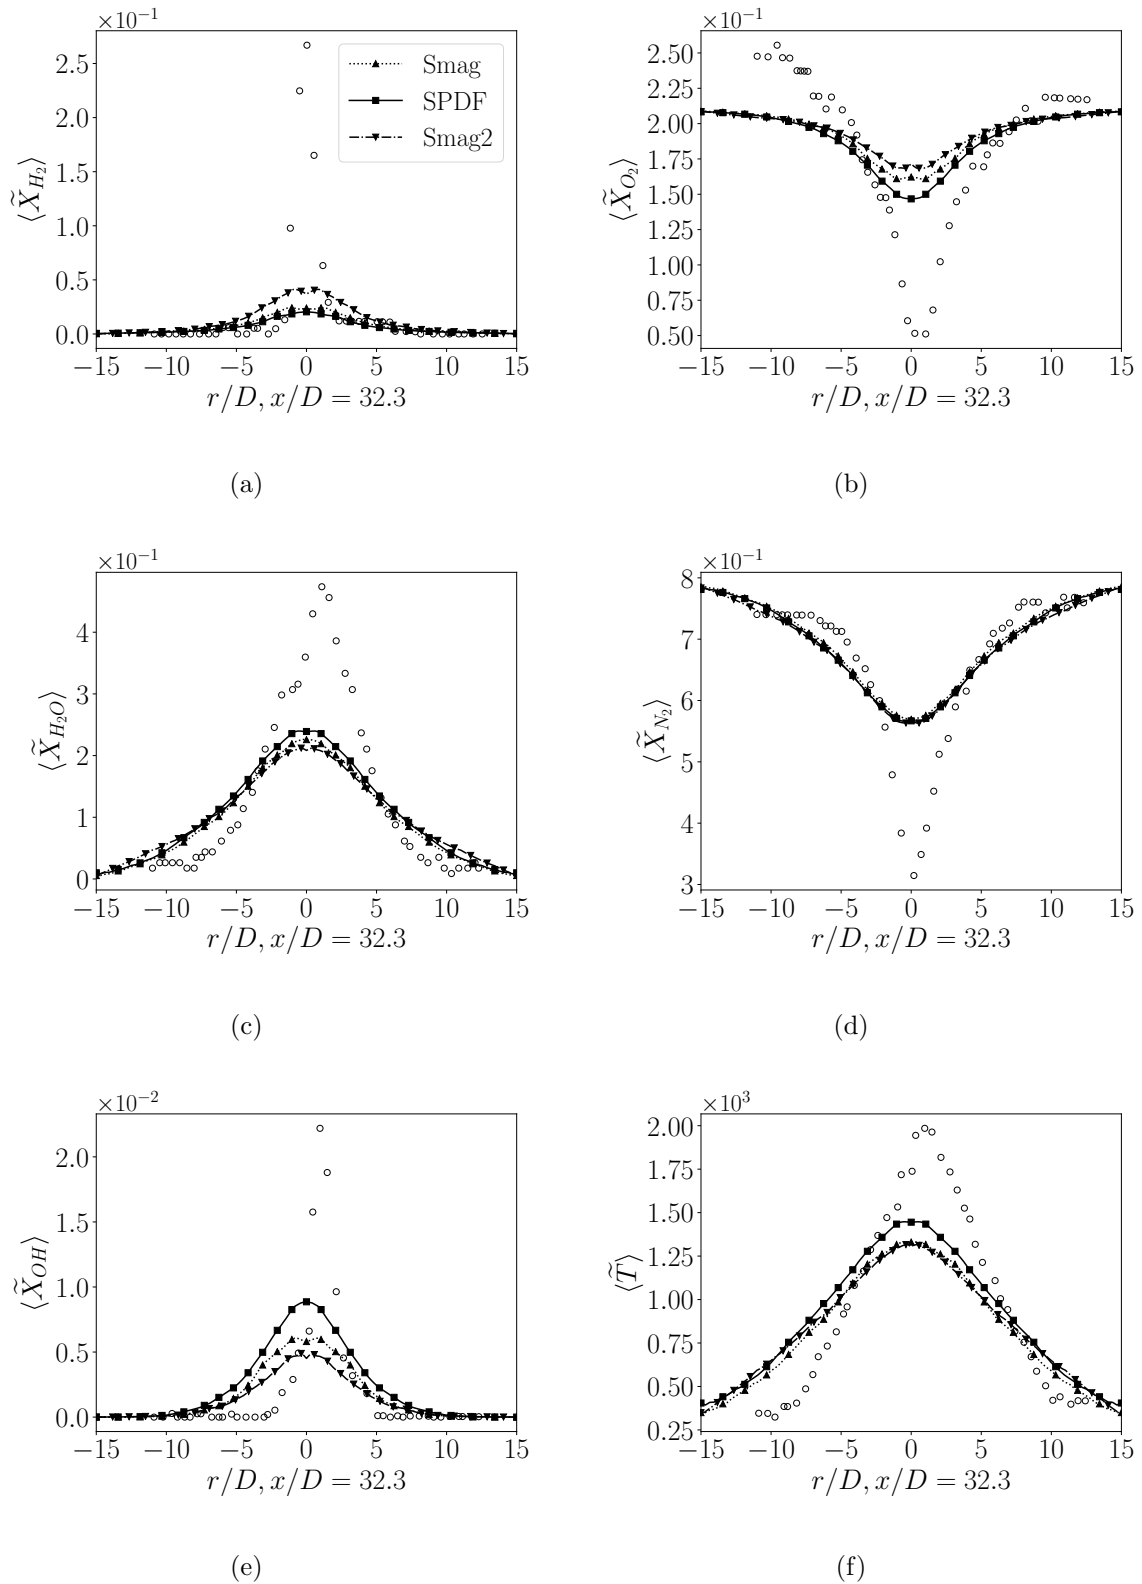 ×10⁻¹
2.5
2.0
1.5
1.0
0.5
0.0
⟨X̃_{H₂}⟩
Smag
SPDF
Smag2
−15 −10 −5 0 5 10 15
r/D, x/D = 32.3
(a)
×10⁻¹
2.50
2.25
2.00
1.75
1.50
1.25
1.00
0.75
0.50
⟨X̃_{O₂}⟩
−15 −10 −5 0 5 10 15
r/D, x/D = 32.3
(b)
×10⁻¹
4
3
2
1
0
⟨X̃_{H₂O}⟩
−15 −10 −5 0 5 10 15
r/D, x/D = 32.3
(c)
×10⁻¹
8
7
6
5
4
3
⟨X̃_{N₂}⟩
−15 −10 −5 0 5 10 15
r/D, x/D = 32.3
(d)
×10⁻²
2.0
1.5
1.0
0.5
0.0
⟨X̃_{OH}⟩
−15 −10 −5 0 5 10 15
r/D, x/D = 32.3
(e)
×10³
2.00
1.75
1.50
1.25
1.00
0.75
0.50
0.25
⟨T̃⟩
−15 −10 −5 0 5 10 15
r/D, x/D = 32.3
(f)